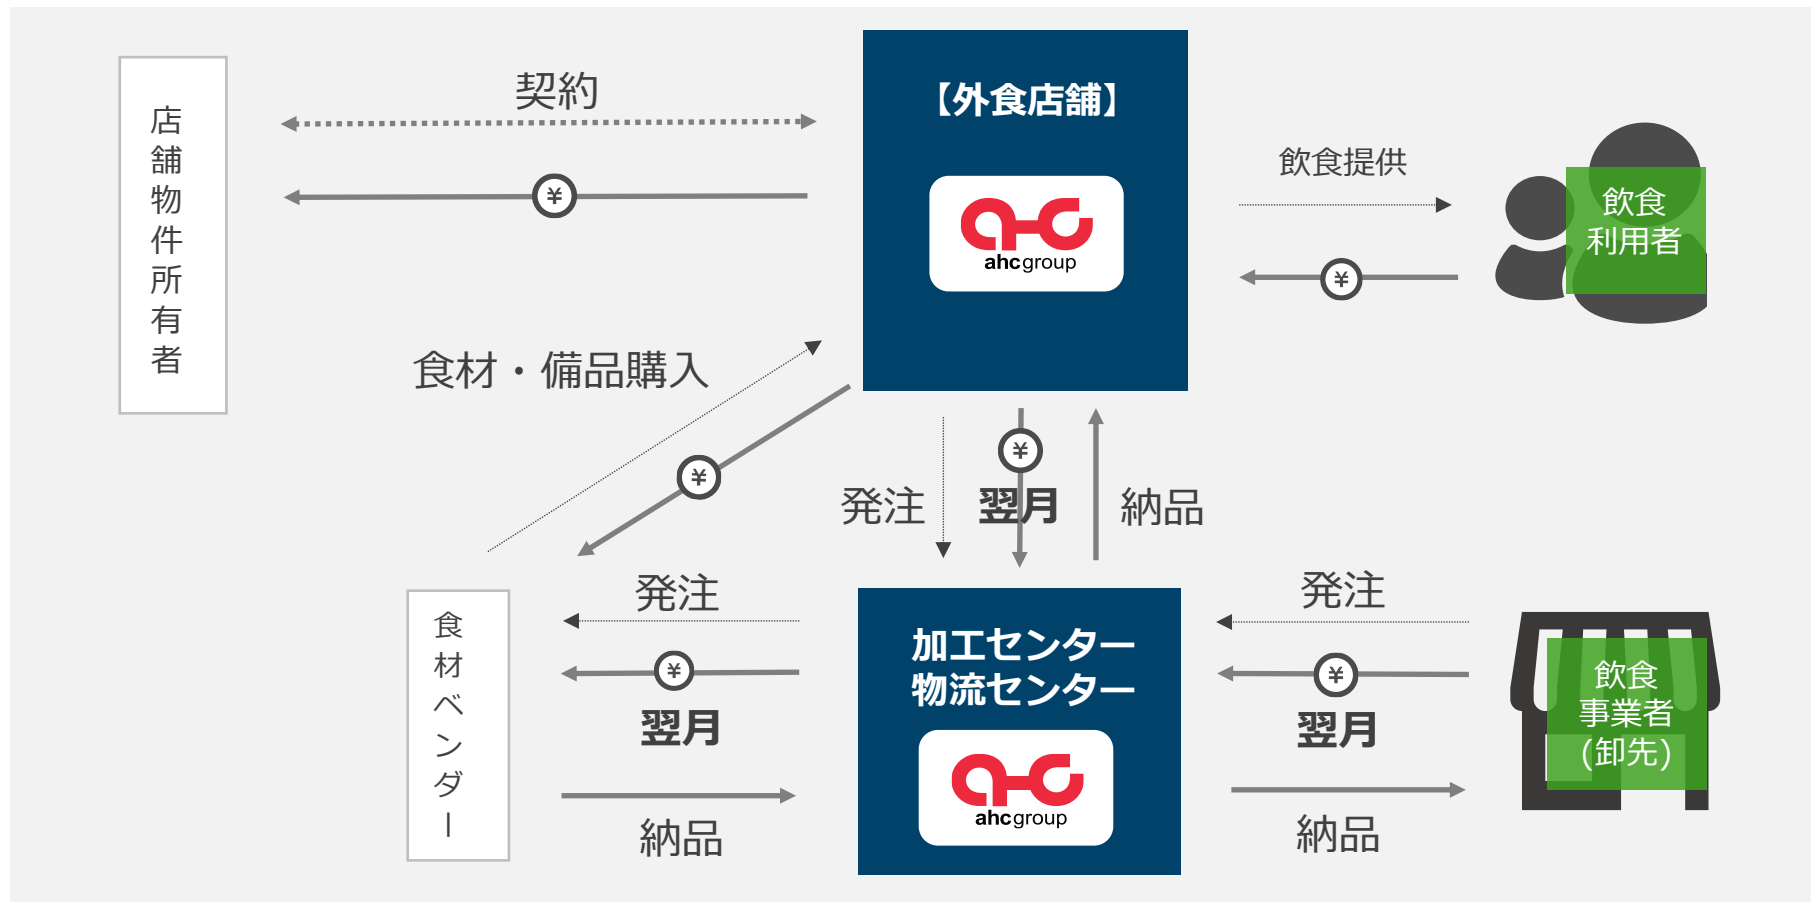 店舗物件所有者
契約
¥
【外食店舗】
ahcgroup
飲食提供
¥
飲食
利用者
食材・備品購入
¥
発注
¥
翌月
納品
食材ベンダー
発注
¥
翌月
納品
加工センター
物流センター
ahcgroup
発注
¥
翌月
納品
飲食
事業者
(卸先)